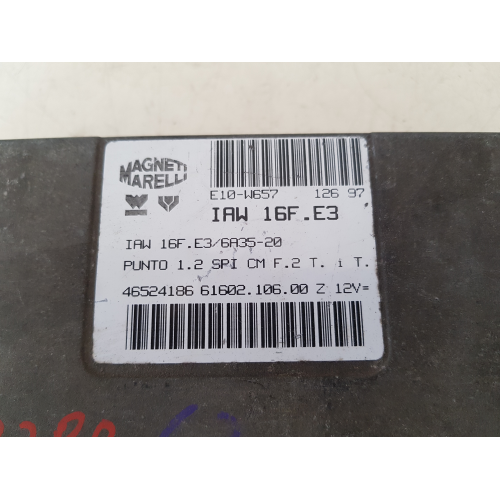 MAGNETI
MARELLI
E10-W657 126 97
IAW 16F.E3
IAW 16F.E3/6A35-20
PUNTO 1.2 SPI CM F.2 T. i T.
46524186 61602.106.00 Z 12V=